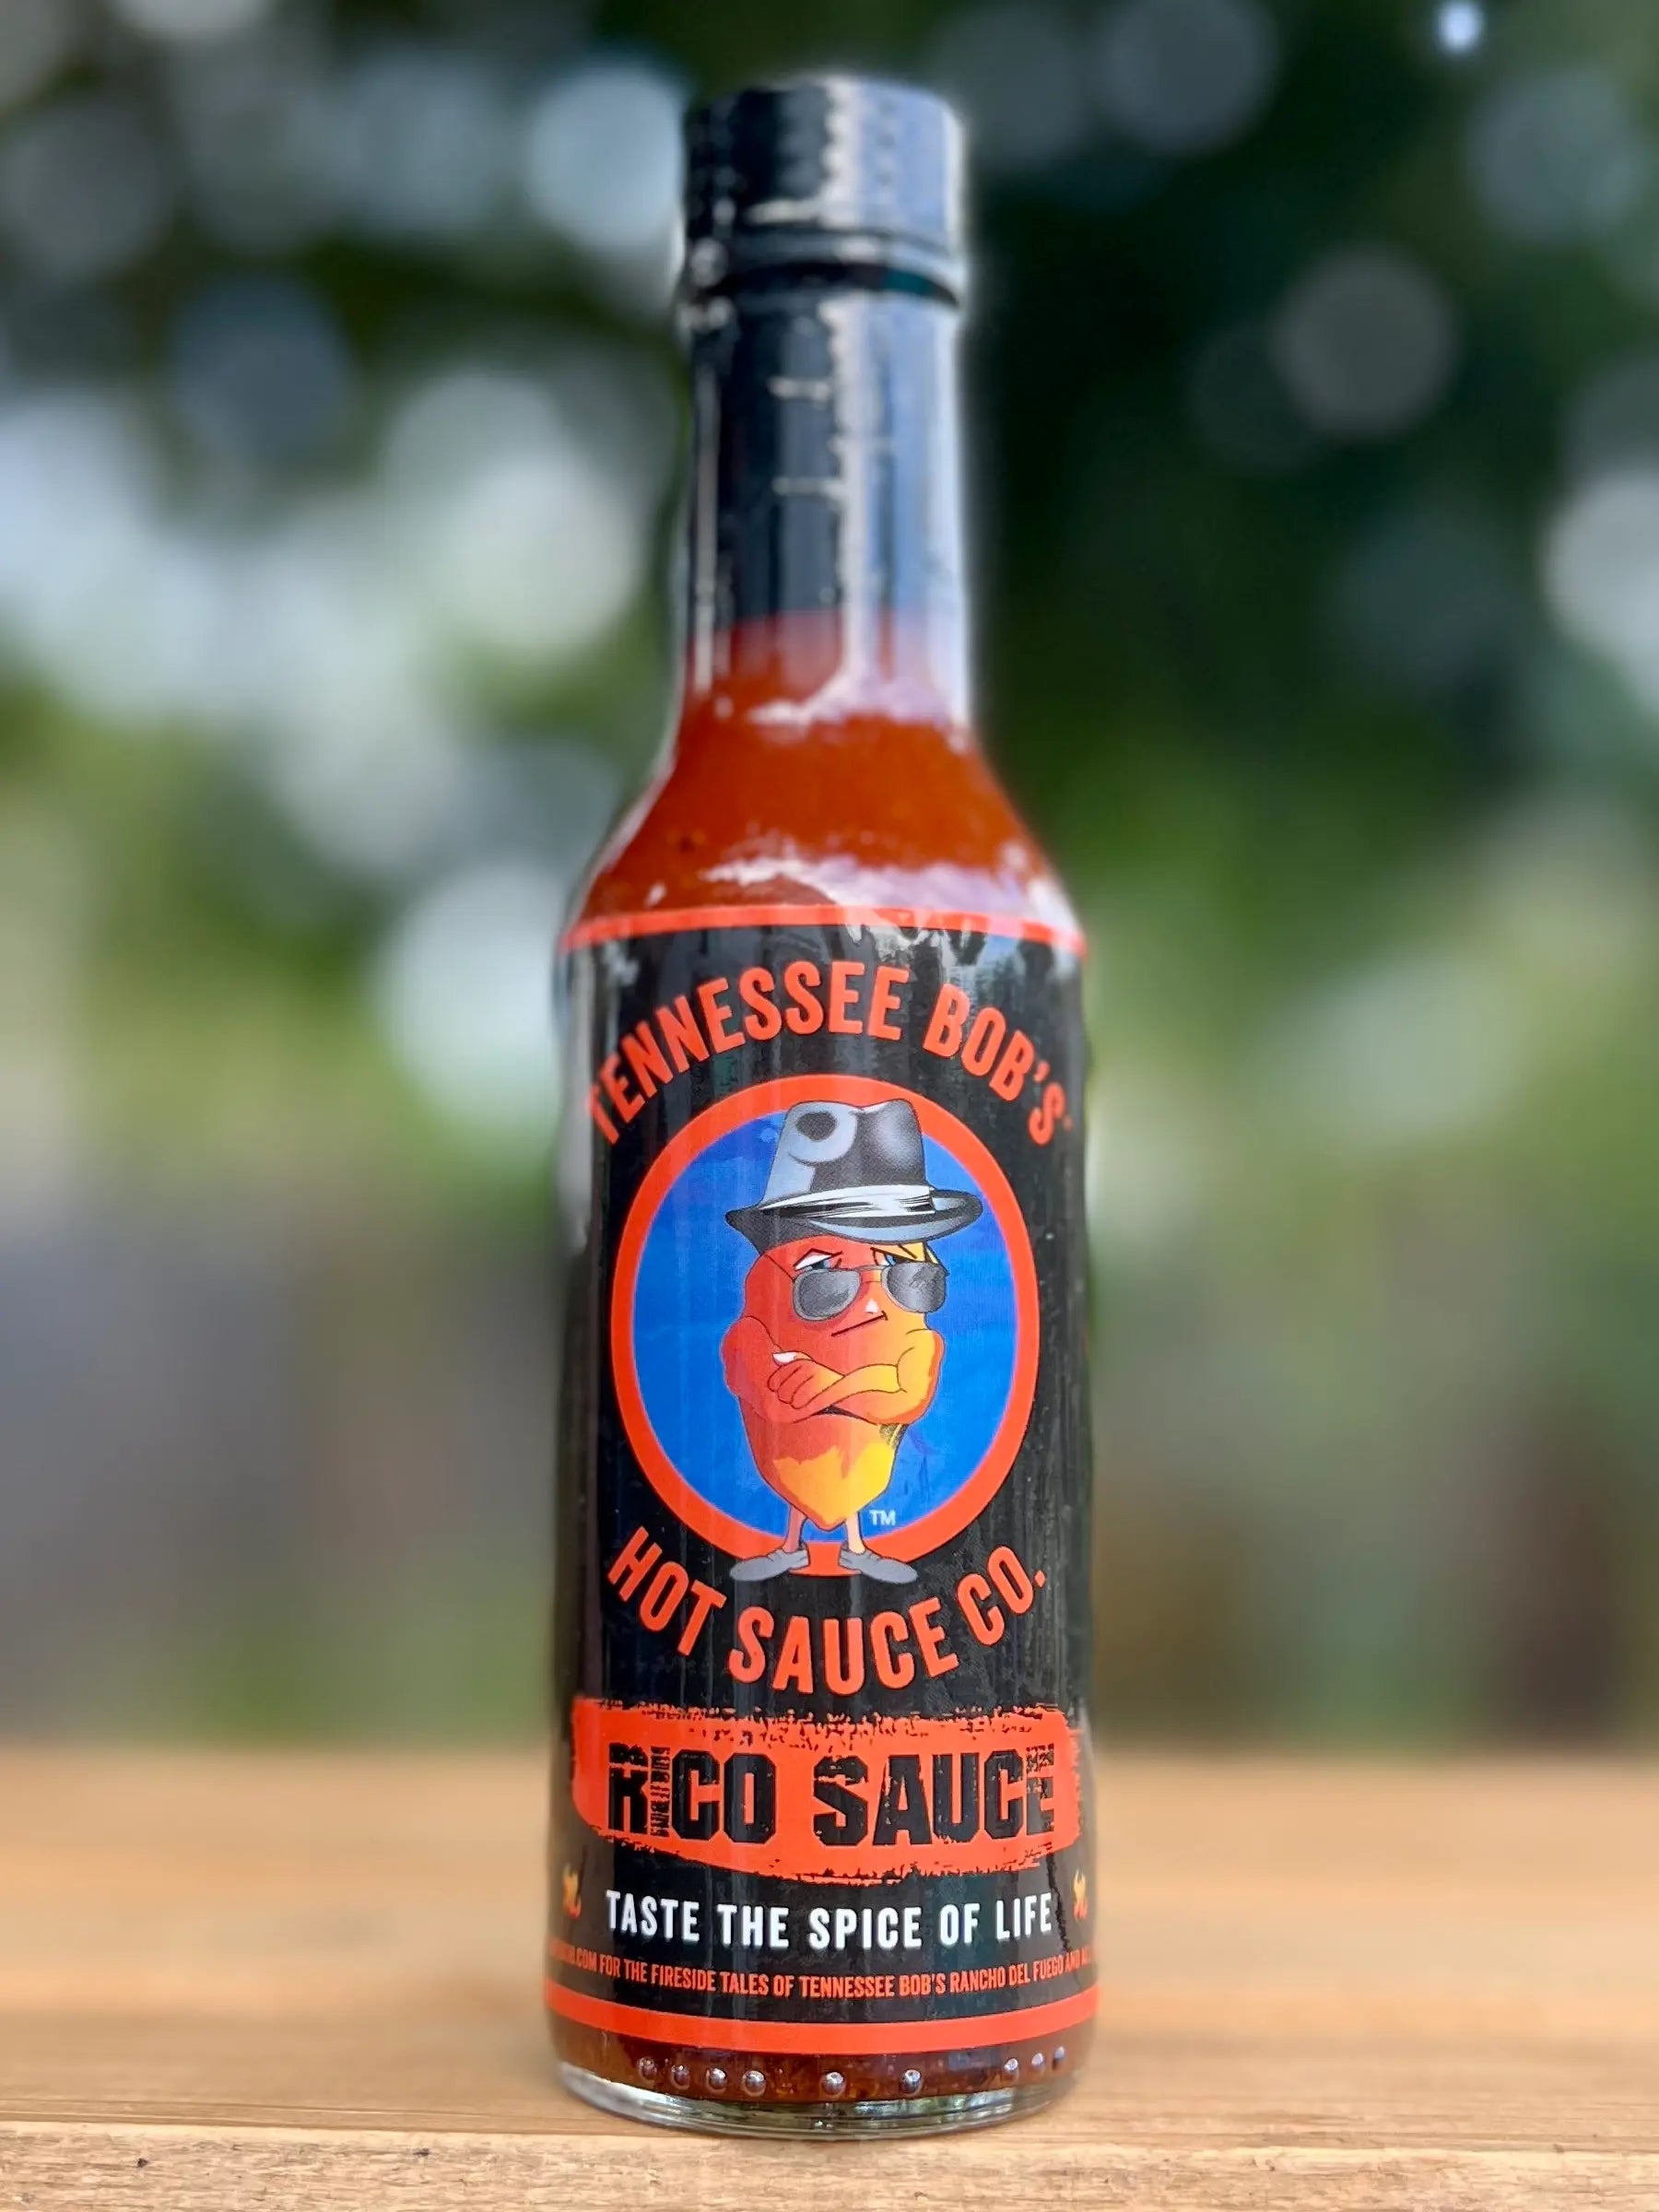 TENNESSEE BOB'S
TM
HOT SAUCE CO.
RICO SAUCE
TASTE THE SPICE OF LIFE
.COM FOR THE FIRESIDE TALES OF TENNESSEE BOB'S RANCHO DEL FUEGO AND